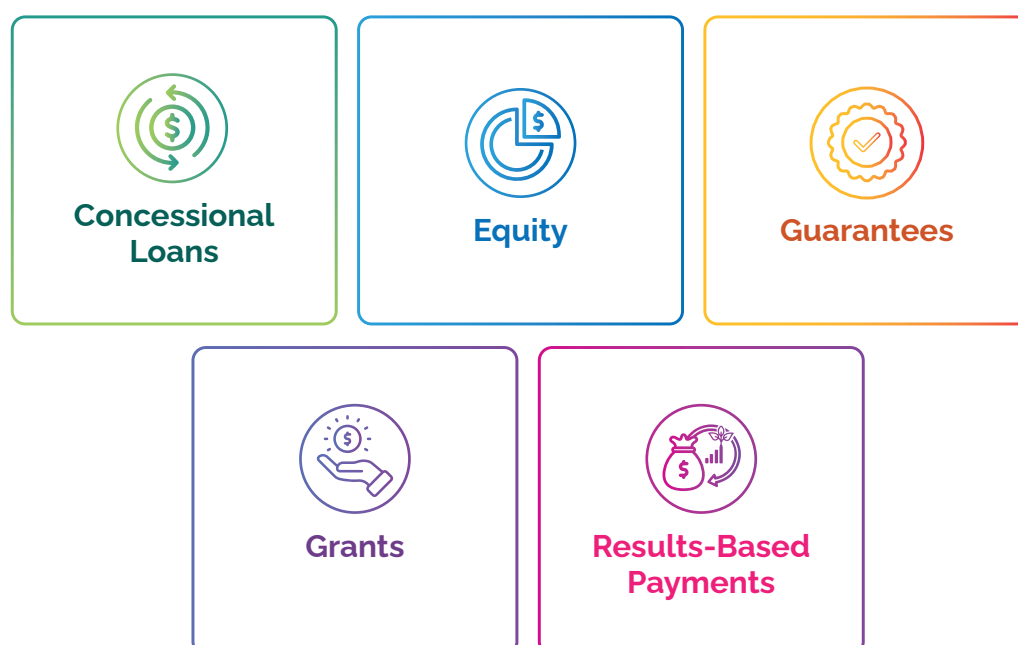 $
Concessional
Loans
$
Equity
Guarantees
$
Grants
$
Results-Based
Payments